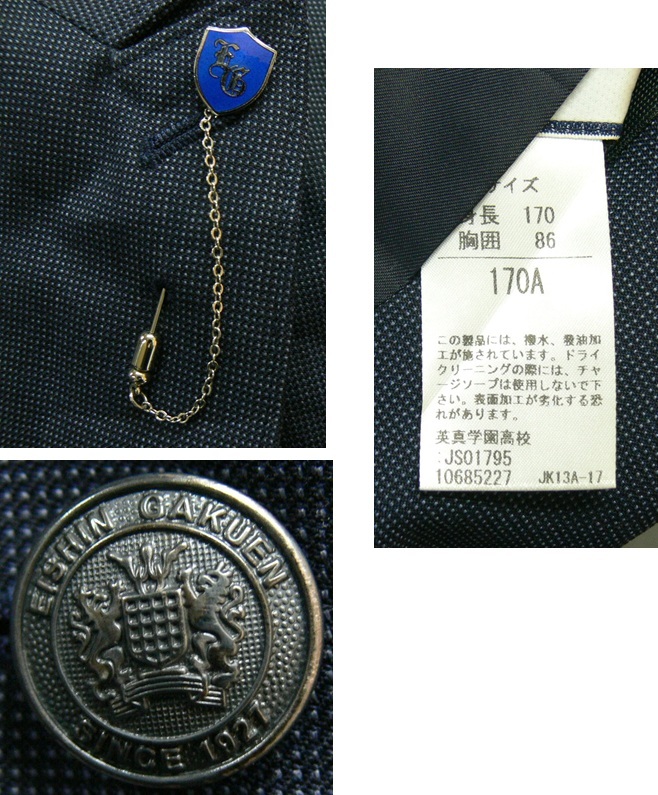 EG
サイズ
身長 170
胸囲 86
170A
この製品には、撥水、発油加
工が施されています。ドライ
クリーニングの際には、チャ
ージソープは使用しないで下
さい。表面加工が劣化する恐
れがあります。
英真学園高校
:JS01795
10685227 JK13A-17
EISHIN GAKUEN
SINCE 1927